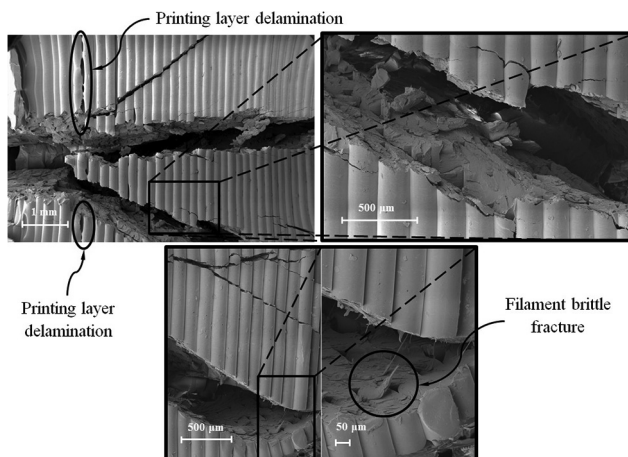 Printing layer delamination
1 mm
500 µm
Printing layer
delamination
Filament brittle
fracture
500 µm
50 µm